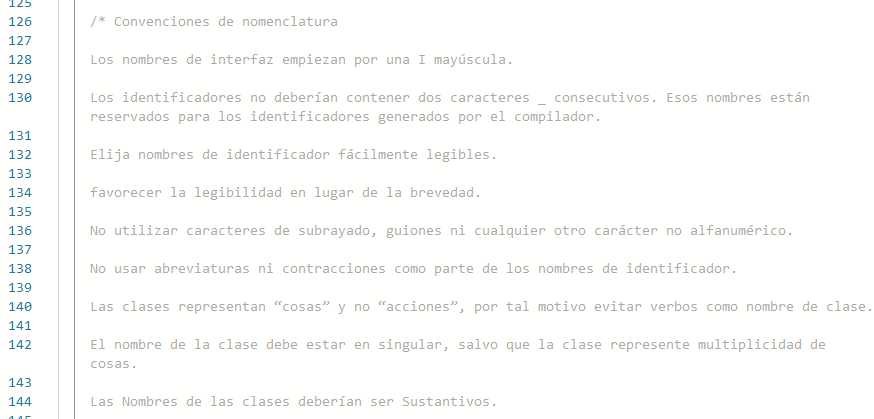 125
126 /* Convenciones de nomenclatura
127
128 Los nombres de interfaz empiezan por una I mayúscula.
129
130 Los identificadores no deberían contener dos caracteres _ consecutivos. Esos nombres están
reservados para los identificadores generados por el compilador.
131
132 Elija nombres de identificador fácilmente legibles.
133
134 favorecer la legibilidad en lugar de la brevedad.
135
136 No utilizar caracteres de subrayado, guiones ni cualquier otro carácter no alfanumérico.
137
138 No usar abreviaturas ni contracciones como parte de los nombres de identificador.
139
140 Las clases representan “cosas” y no “acciones”, por tal motivo evitar verbos como nombre de clase.
141
142 El nombre de la clase debe estar en singular, salvo que la clase represente multiplicidad de
cosas.
143
144 Las Nombres de las clases deberían ser Sustantivos.
145